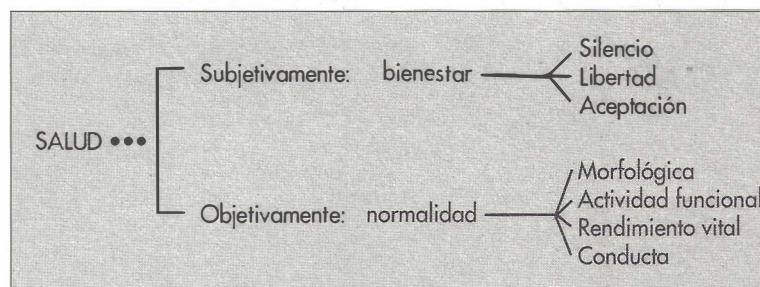 Silencio
Subjetivamente: bienestar
Libertad
Aceptación
SALUD •••
Morfológica
Actividad funcional
Objetivamente: normalidad
Rendimiento vital
Conducta